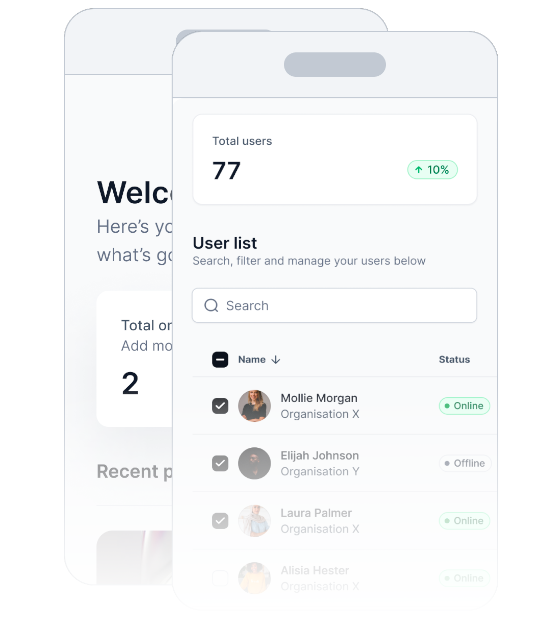 Welc
Here's yo
what's go
Total or
Add mo
2
Recent p
Total users
77
10%
User list
Search, filter and manage your users below
Search
Name
Status
Mollie Morgan
Organisation X
Online
Elijah Johnson
Organisation Y
Offline
Laura Palmer
Organisation X
Online
Alisia Hester
Organisation X
Online